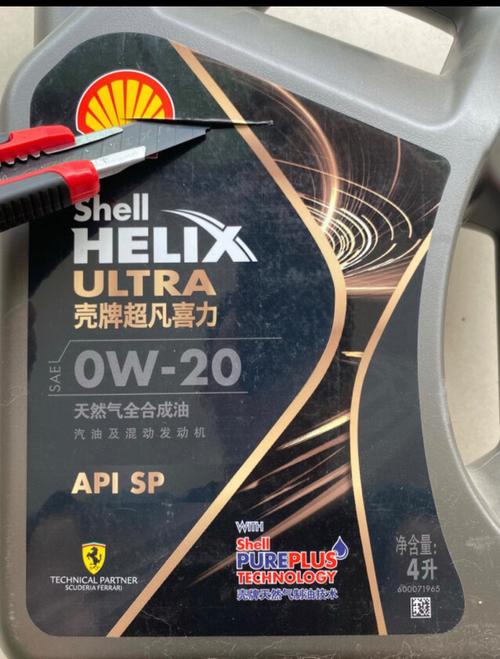 Shell
HELIX
ULTRA
壳牌超凡喜力
SAE 0W-20
天然气全合成油
汽油及混动发动机
API SP
TECHNICAL PARTNER
SCUDERIA FERRARI
WITH
Shell
PUREPLUS
TECHNOLOGY
壳牌天然气制油技术
净含量:
4升
600071965